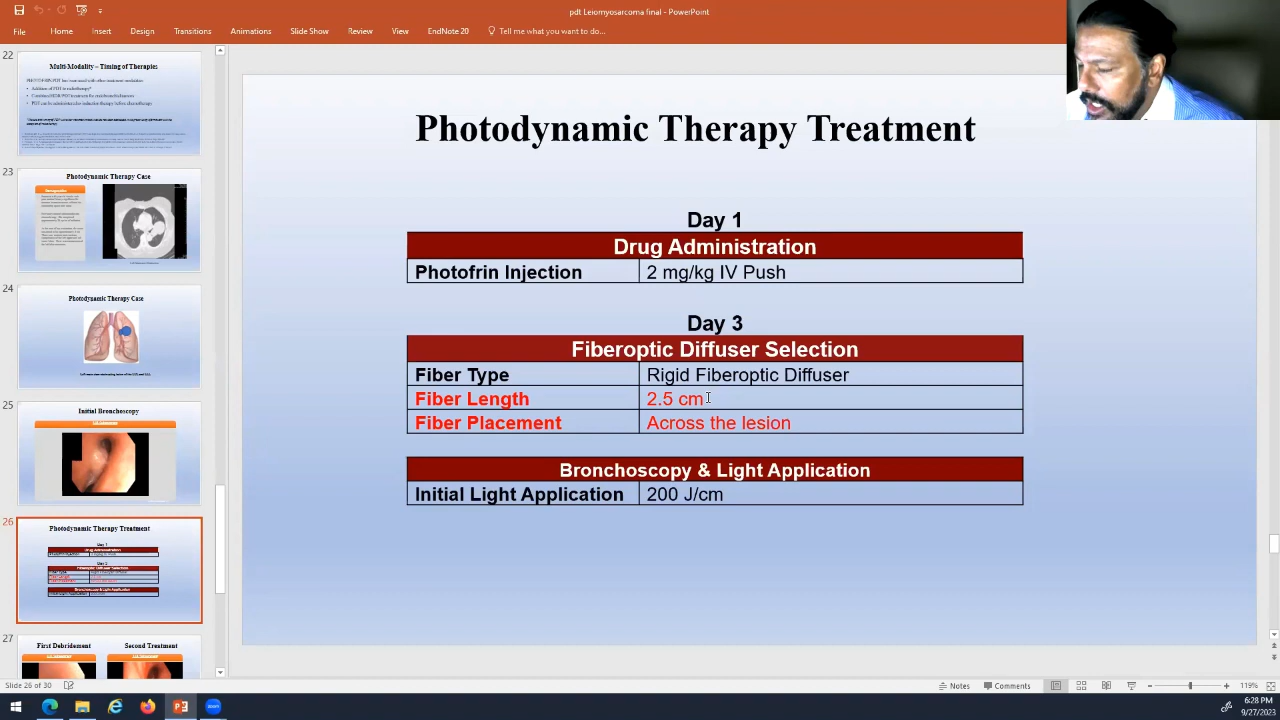 pdt Leiomyosarcoma final - PowerPoint
File Home Insert Design Transitions Animations Slide Show Review View EndNote 20 Tell me what you want to do...
22
Multi-Modality – Timing of Therapies
23
Photodynamic Therapy Case
24
Photodynamic Therapy Case
25
Initial Bronchoscopy
26
Photodynamic Therapy Treatment
Day 1
Drug Administration
27
First Debridement Second Treatment
Photodynamic Therapy Treatment
Day 1
Drug Administration
Photofrin Injection 2 mg/kg IV Push
Day 3
Fiberoptic Diffuser Selection
Fiber Type Rigid Fiberoptic Diffuser
Fiber Length 2.5 cm
Fiber Placement Across the lesion
Bronchoscopy & Light Application
Initial Light Application 200 J/cm
Slide 26 of 30 Notes Comments 119%
6:28 PM
9/27/2023